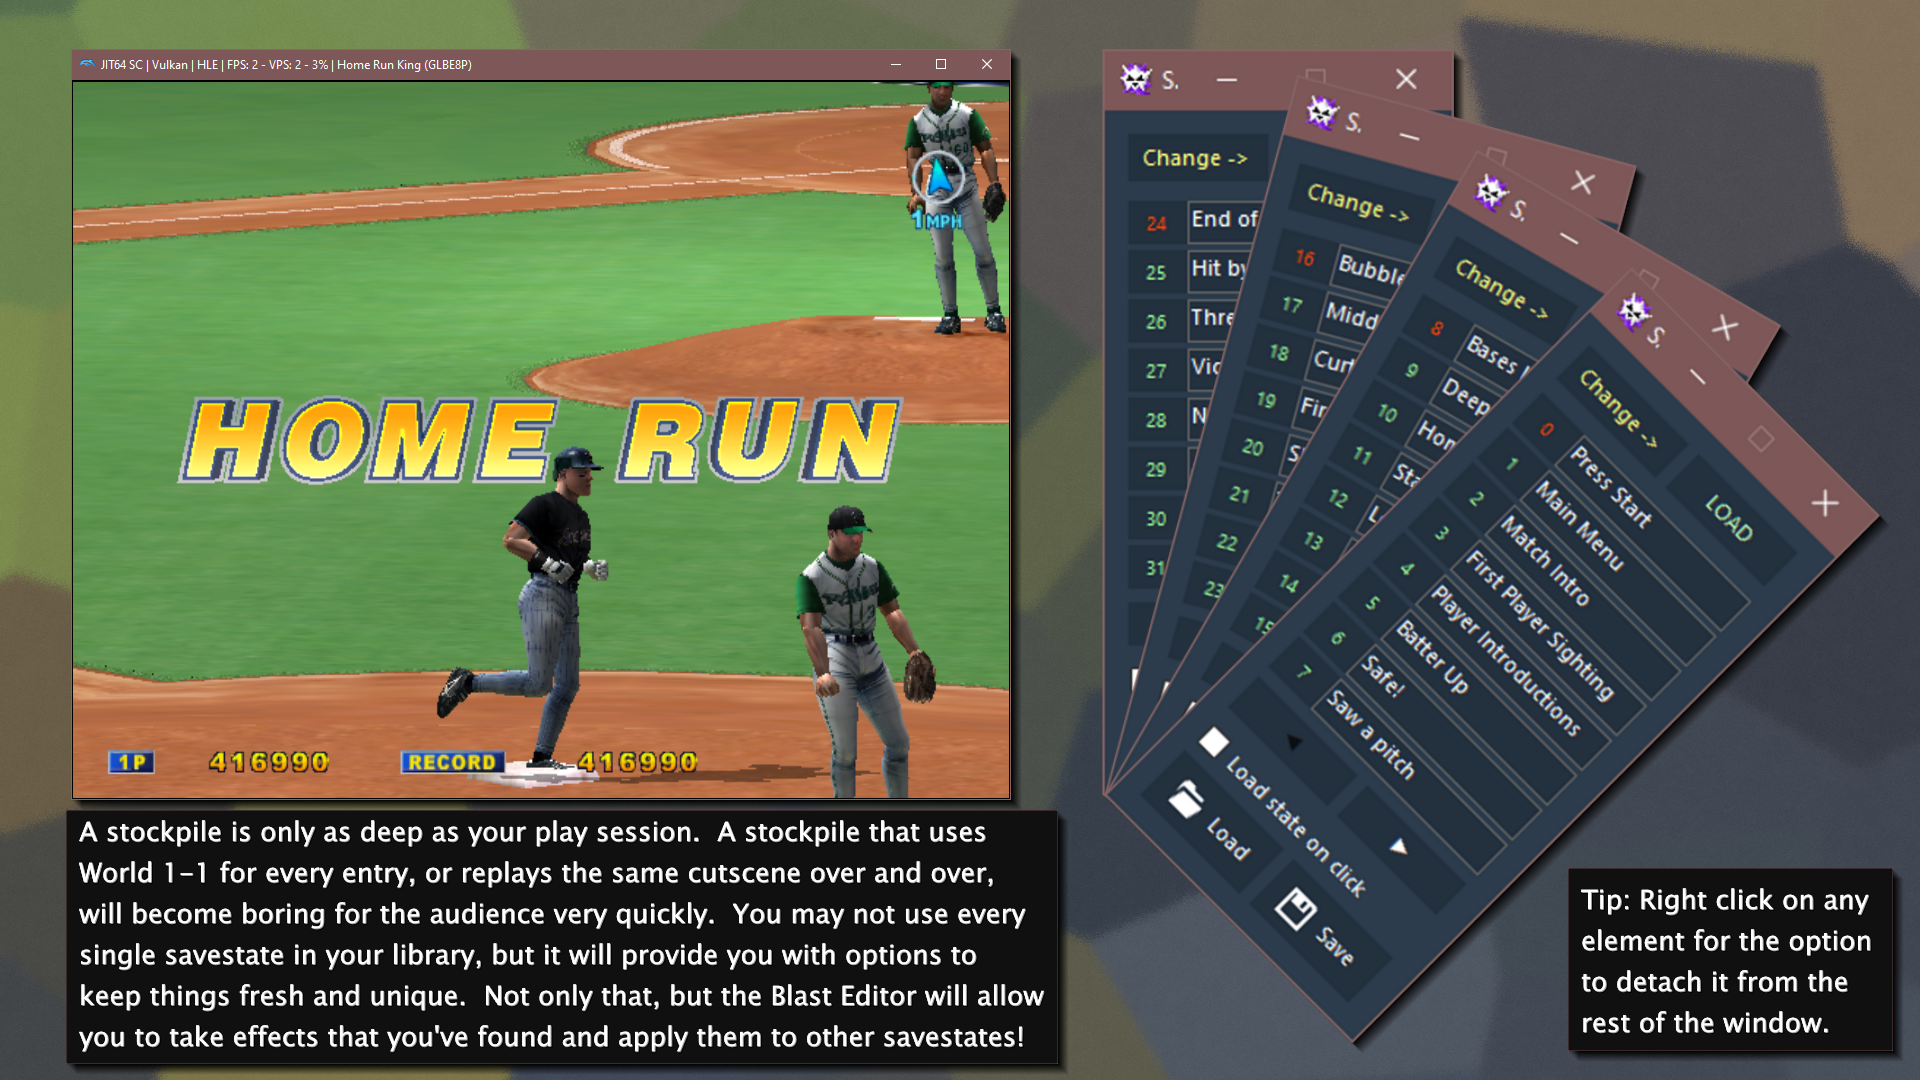 JIT64 SC | Vulkan | HLE | FPS: 2 - VPS: 2 - 3% | Home Run King (GLBE8P)
1MPH
HOME RUN
1P 416990 RECORD 416990
A stockpile is only as deep as your play session. A stockpile that uses
World 1-1 for every entry, or replays the same cutscene over and over,
will become boring for the audience very quickly. You may not use every
single savestate in your library, but it will provide you with options to
keep things fresh and unique. Not only that, but the Blast Editor will allow
you to take effects that you've found and apply them to other savestates!
S.
Change ->
24 End of
25 Hit by
26
27
28
29
30
31
S.
Change ->
16 Bubble
17
18
19
20
21
22
23
S.
Change ->
8 Bases
9 Deep
10
11
12
13
14
15
S.
Change -> LOAD
0 Press Start
1 Main Menu
2 Match Intro
3 First Player Sighting
4 Player Introductions
5 Batter Up
6 Safe!
7 Saw a pitch
Load state on click
Load
Save
Tip: Right click on any
element for the option
to detach it from the
rest of the window.